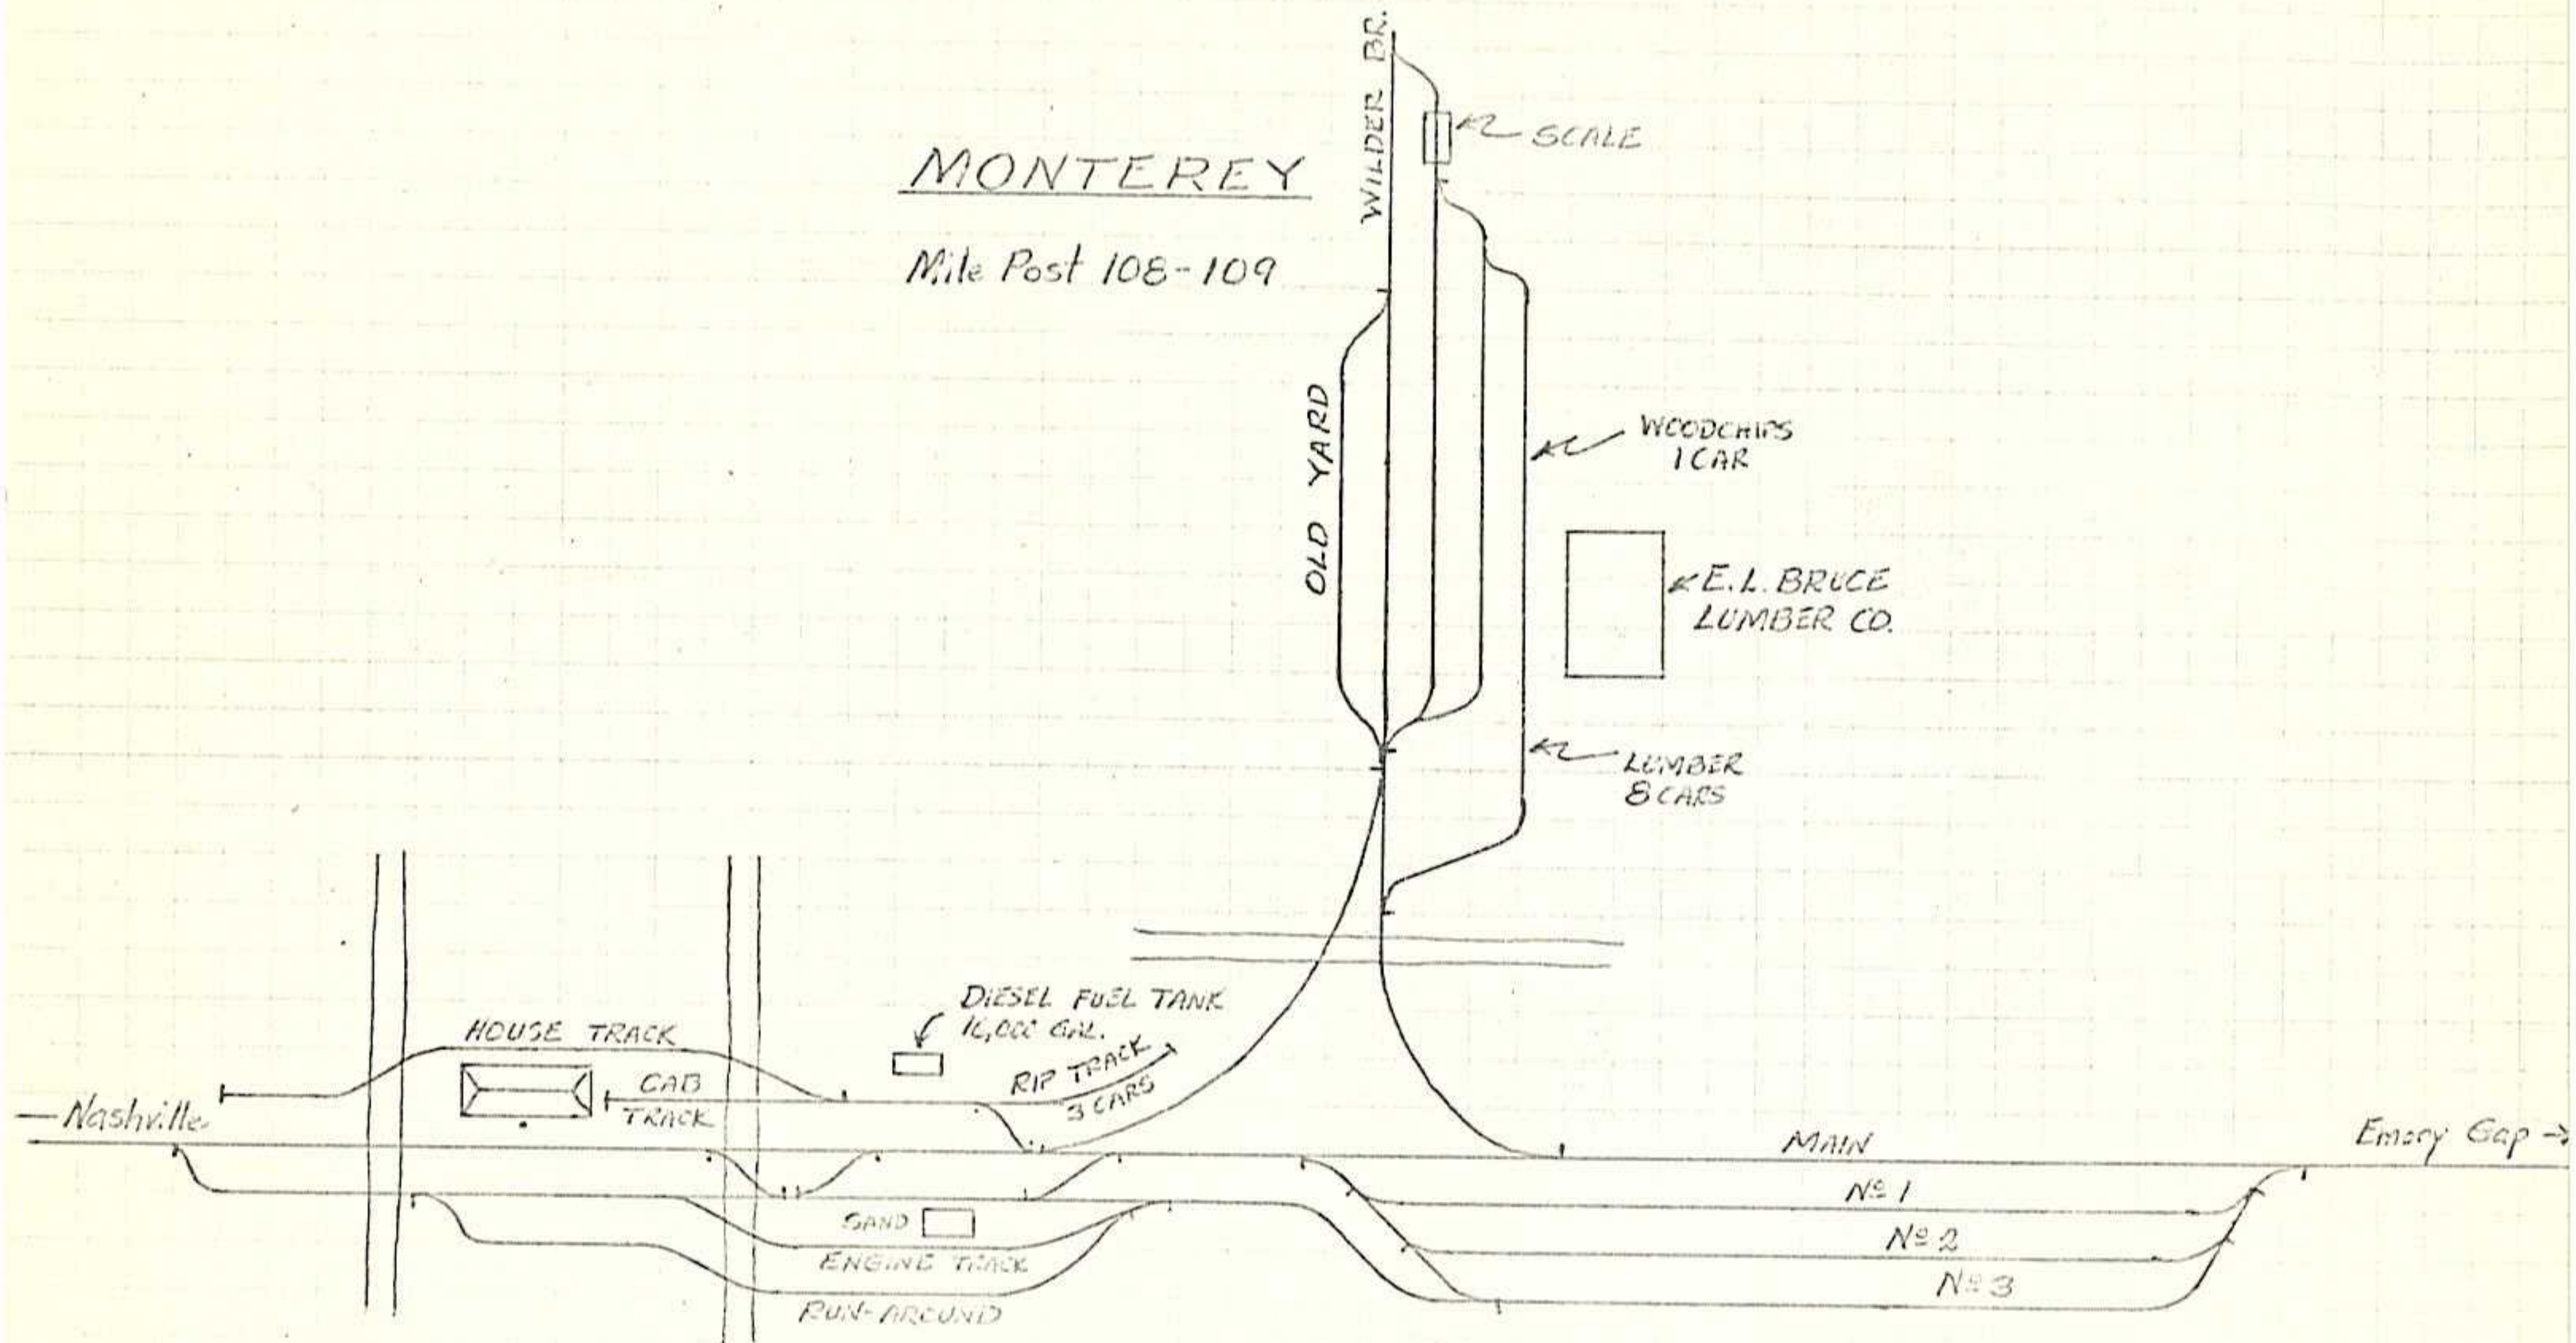 WILDER BR.
SCALE
MONTEREY
Mile Post 108-109
OLD YARD
WOODCHIPS
1 CAR
E.L. BRUCE
LUMBER CO.
LUMBER
8 CARS
DIESEL FUEL TANK
16,000 GAL.
HOUSE TRACK
RIP TRACK
3 CARS
CAB
TRACK
Nashville
MAIN
Emory Gap
Nº 1
SAND
Nº 2
ENGINE TRACK
Nº 3
RUN-AROUND